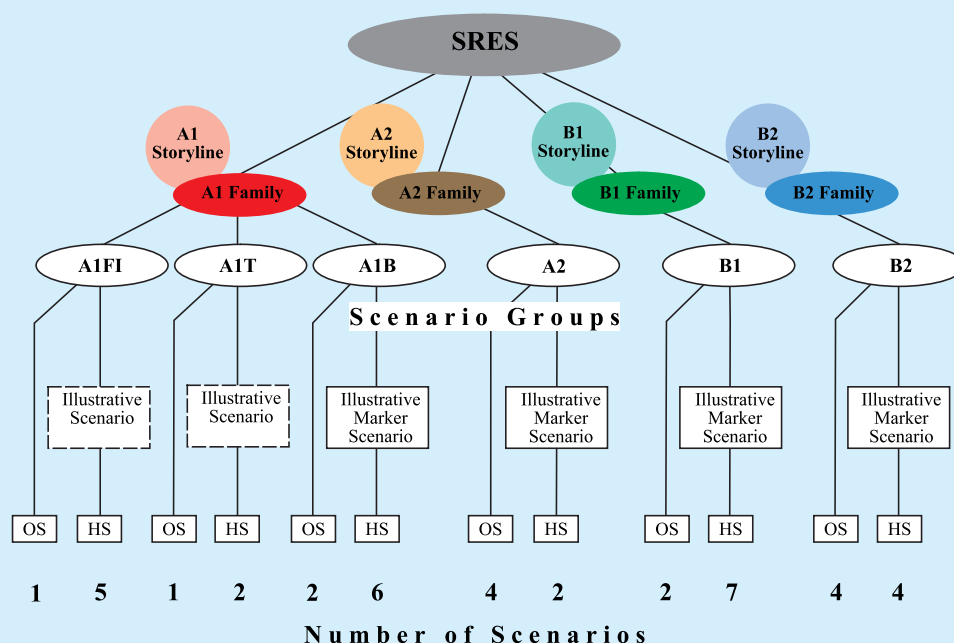 SRES
A1
Storyline
A2
Storyline
B1
Storyline
B2
Storyline
A1 Family
A2 Family
B1 Family
B2 Family
A1FI
A1T
A1B
A2
B1
B2
Scenario Groups
Illustrative
Scenario
Illustrative
Scenario
Illustrative
Marker
Scenario
Illustrative
Marker
Scenario
Illustrative
Marker
Scenario
Illustrative
Marker
Scenario
OS HS OS HS OS HS OS HS OS HS OS HS
1 5 1 2 2 6 4 2 2 7 4 4
Number of Scenarios